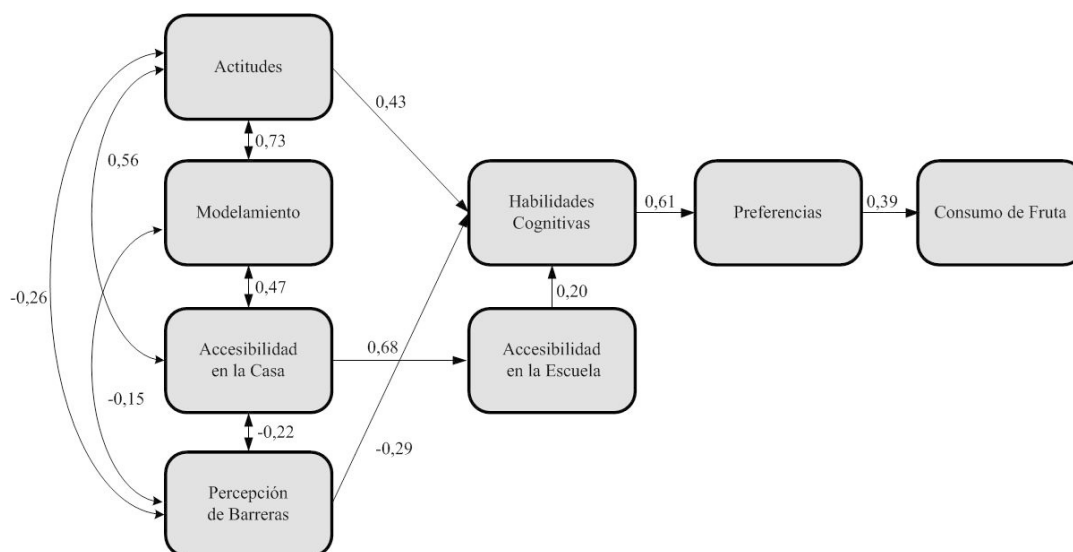 Actitudes
0,43
0,73
0,56
Modelamiento
Habilidades
Cognitivas
0,61
Preferencias
0,39
Consumo de Fruta
0,47
-0,26
0,20
Accesibilidad
en la Casa
0,68
Accesibilidad
en la Escuela
-0,15
-0,22
-0,29
Percepción
de Barreras